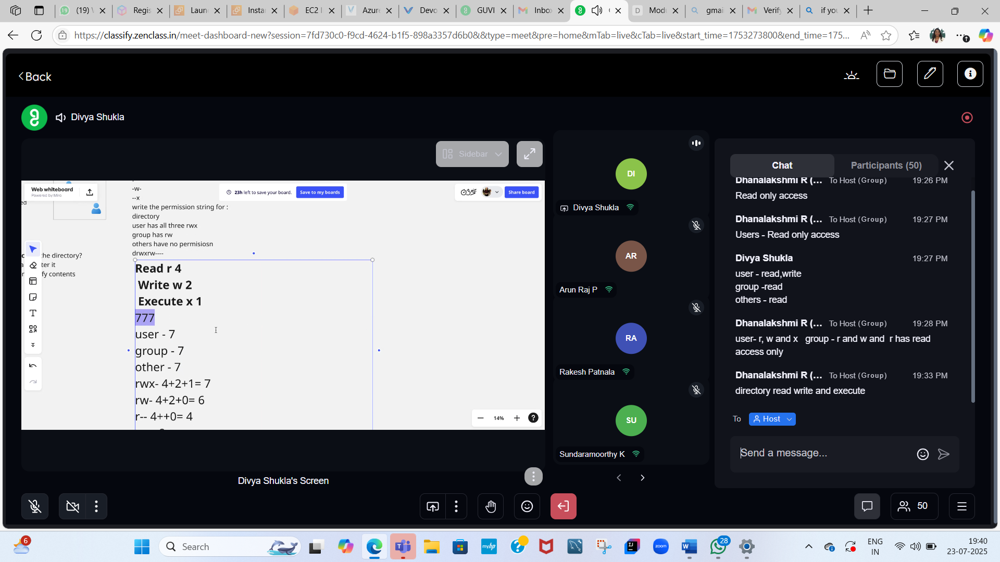 (19)
Regis
Laun
Insta
EC2
Azure
Devo
GUVI
Inbo
Mod
gmai
Verify
if you
https://classify.zenclass.in/meet-dashboard-new?session=7fd730c0-f9cd-4624-b1f5-898a3357d6b0&&type=meet&pre=home&mTab=live&cTab=live&start_time=1753273800&end_time=175...
Back
Divya Shukla
Sidebar
Web whiteboard
Powered by Miro
23h left to save your board.
Save to my boards
Share board
-w-
--x
write the permission string for :
directory
user has all three rwx
group has rw
others have no permisiosn
drwxrw----
the directory?
ter it
fy contents
Read r 4
Write w 2
Execute x 1
777
user - 7
group - 7
other - 7
rwx- 4+2+1= 7
rw- 4+2+0= 6
r-- 4++0= 4
14%
Divya Shukla's Screen
DI
Divya Shukla
AR
Arun Raj P
RA
Rakesh Patnala
SU
Sundaramoorthy K
Chat
Participants (50)
Dhanalakshmi R (... To Host (Group) 19:26 PM
Read only access
Dhanalakshmi R (... To Host (Group) 19:27 PM
Users - Read only access
Divya Shukla 19:27 PM
user - read,write
group -read
others - read
Dhanalakshmi R (... To Host (Group) 19:28 PM
user- r, w and x group - r and w and r has read
access only
Dhanalakshmi R (... To Host (Group) 19:33 PM
directory read write and execute
To Host
Send a message...
50
6
Search
myhp
zoom
28
ENG
IN
19:40
23-07-2025